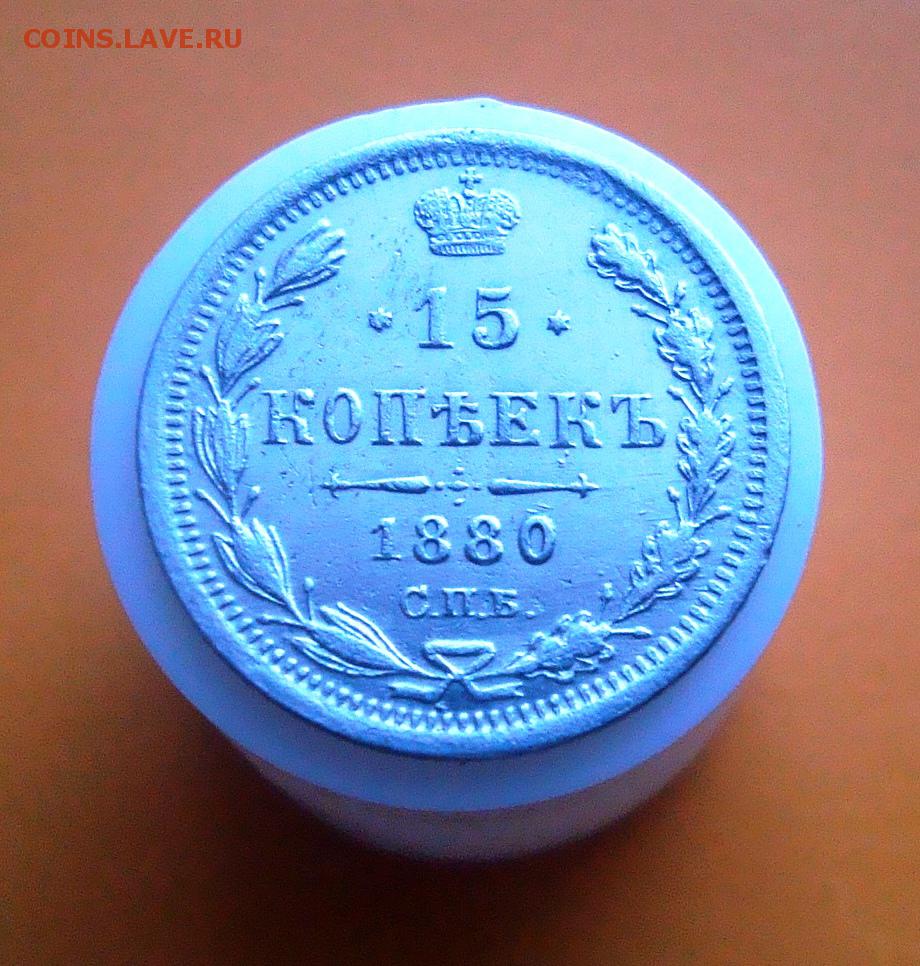 COINS.LAVE.RU
* 15 *
КОПѢЕКЪ
1880
С.П.Б.